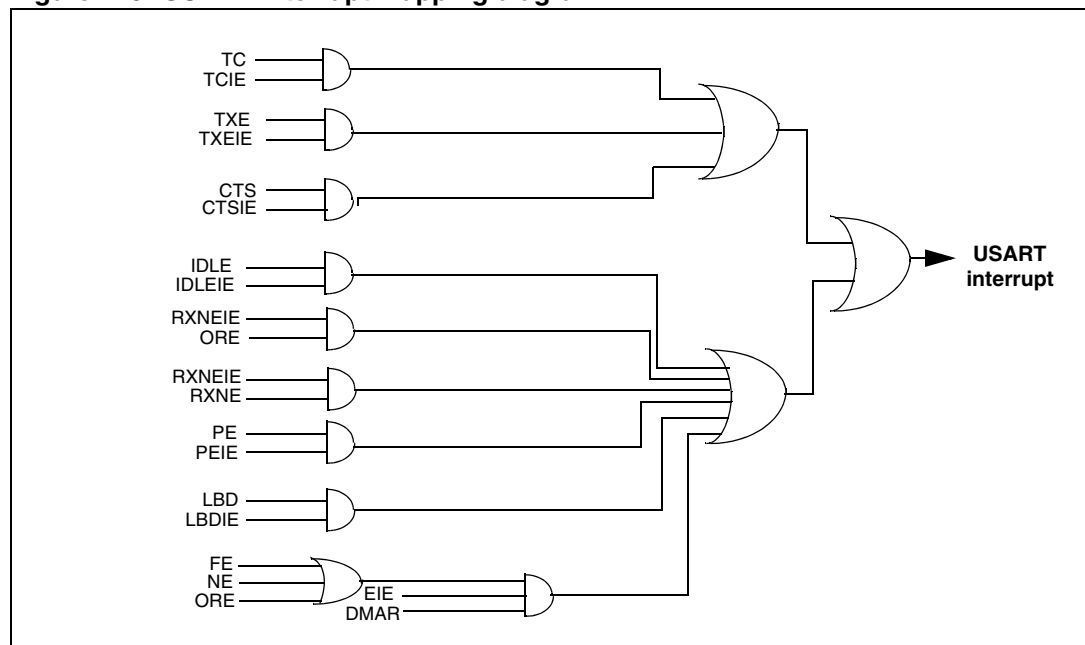 TC
TCIE
TXE
TXEIE
CTS
CTSIE
IDLE
IDLEIE
RXNEIE
ORE
RXNEIE
RXNE
PE
PEIE
LBD
LBDIE
FE
NE
ORE
EIE
DMAR
USART
interrupt